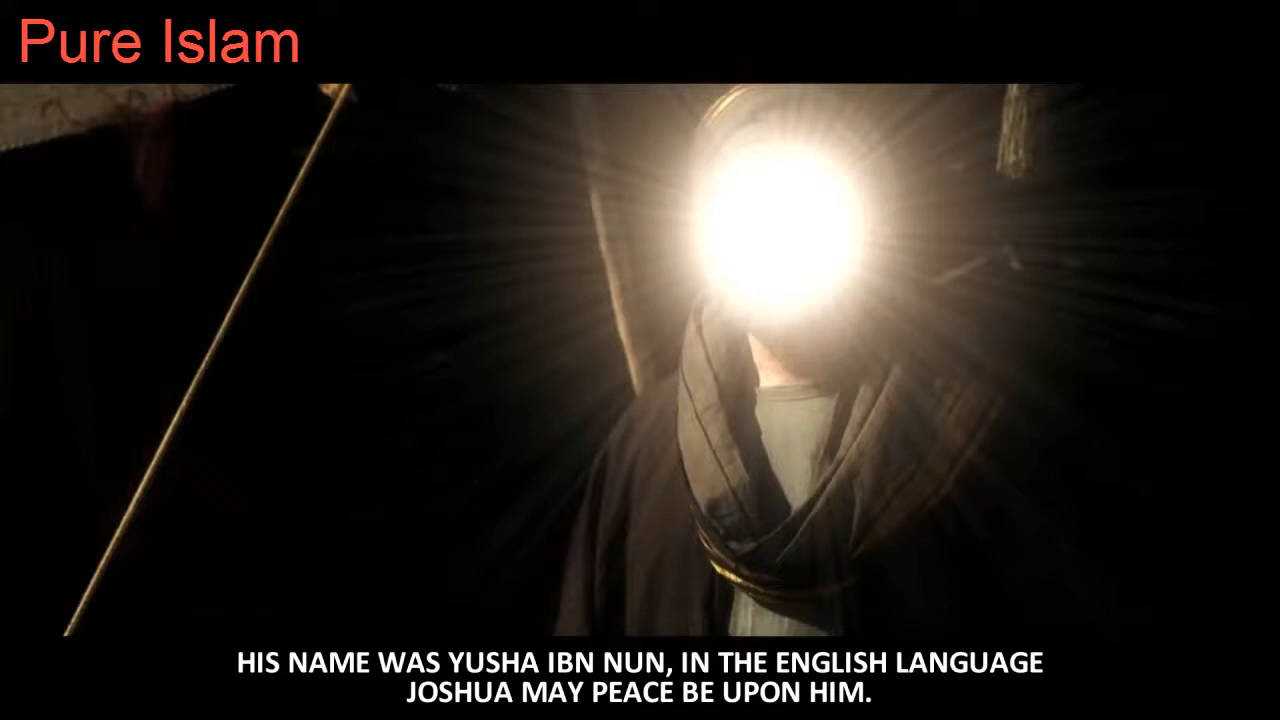 Pure Islam
HIS NAME WAS YUSHA IBN NUN, IN THE ENGLISH LANGUAGE
JOSHUA MAY PEACE BE UPON HIM.